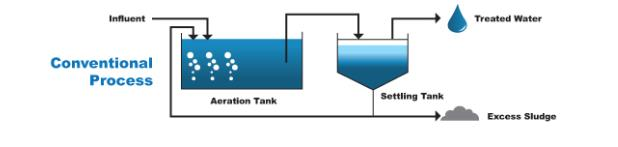 Influent
Treated Water
Conventional
Process
Aeration Tank
Settling Tank
Excess Sludge